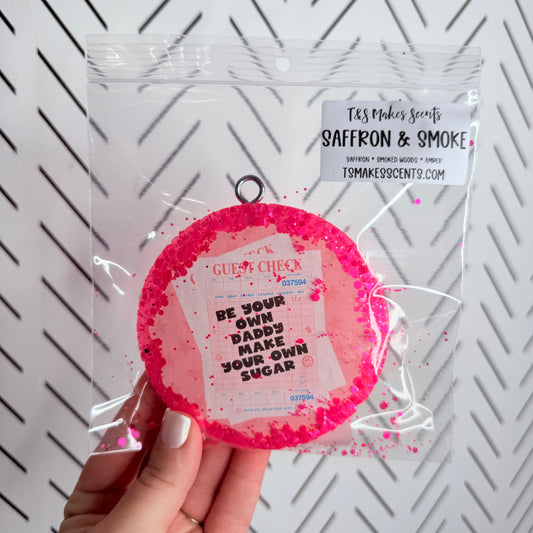 T&S Makes Scents
SAFFRON & SMOKE
SAFFRON * SMOKED WOODS * AMBER
TSMAKESSCENTS.COM
CHECK
GUEST CHECK
037594
BE YOUR
OWN
DADDY
MAKE
YOUR OWN
SUGAR
037594